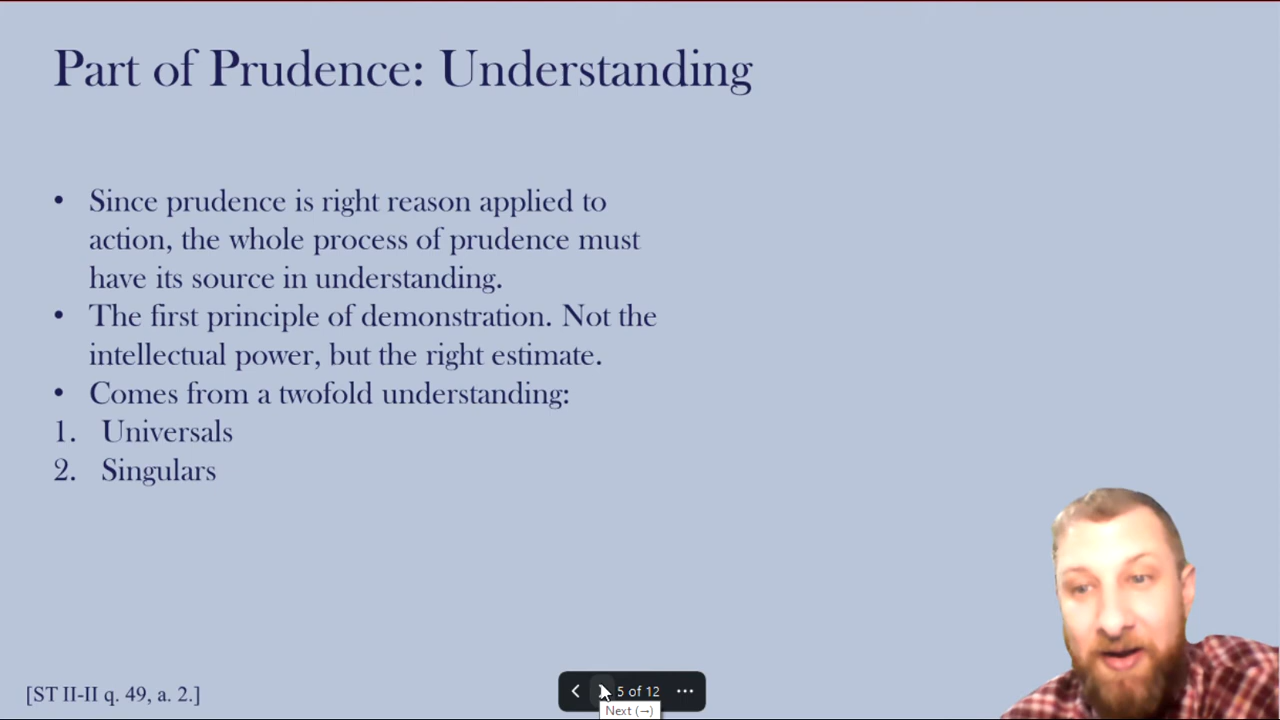 Part of Prudence: Understanding
• Since prudence is right reason applied to
action, the whole process of prudence must
have its source in understanding.
• The first principle of demonstration. Not the
intellectual power, but the right estimate.
• Comes from a twofold understanding:
1. Universals
2. Singulars
[ST II-II q. 49, a. 2.]
5 of 12
Next (→)